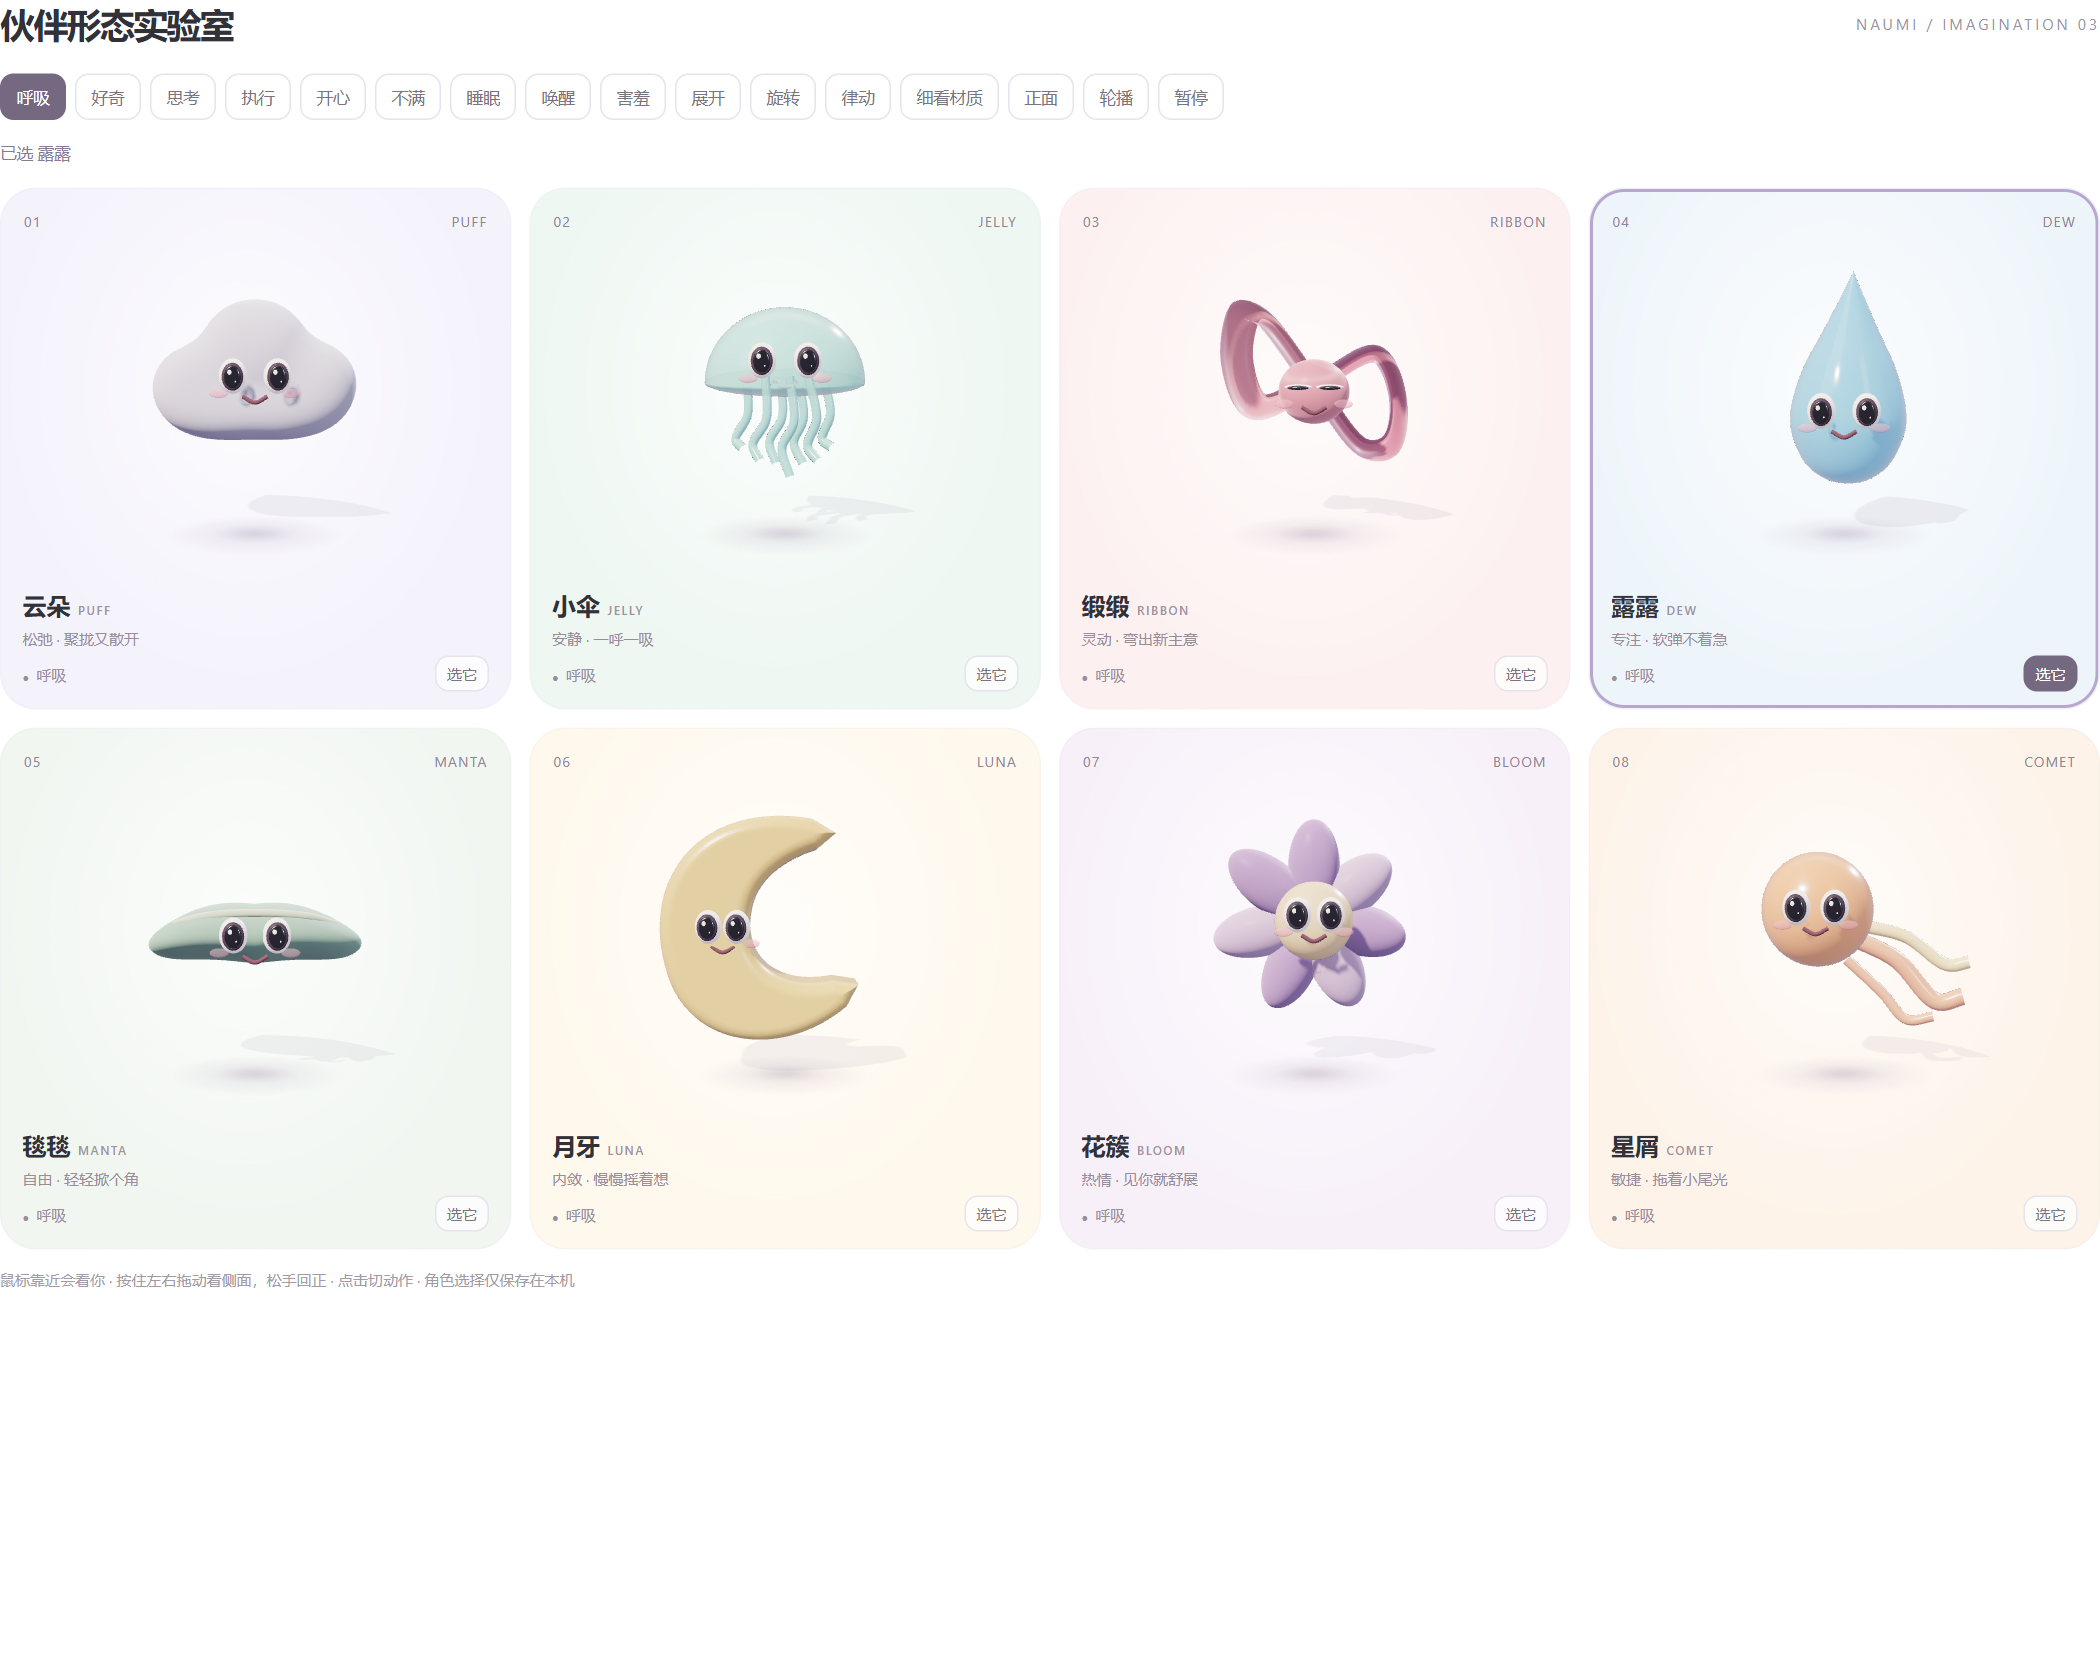 伙伴形态实验室
NAUMI / IMAGINATION 03
呼吸 好奇 思考 执行 开心 不满 睡眠 唤醒 害羞 展开 旋转 律动 细看材质 正面 轮播 暂停
已选 露露
01 PUFF
云朵 PUFF
松弛 · 聚拢又散开
• 呼吸
选它
02 JELLY
小伞 JELLY
安静 · 一呼一吸
• 呼吸
选它
03 RIBBON
缎缎 RIBBON
灵动 · 弯出新主意
• 呼吸
选它
04 DEW
露露 DEW
专注 · 软弹不着急
• 呼吸
选它
05 MANTA
毯毯 MANTA
自由 · 轻轻掀个角
• 呼吸
选它
06 LUNA
月牙 LUNA
内敛 · 慢慢摇着想
• 呼吸
选它
07 BLOOM
花簇 BLOOM
热情 · 见你就舒展
• 呼吸
选它
08 COMET
星屑 COMET
敏捷 · 拖着小尾光
• 呼吸
选它
鼠标靠近会看你 · 按住左右拖动看侧面，松手回正 · 点击切动作 · 角色选择仅保存在本机